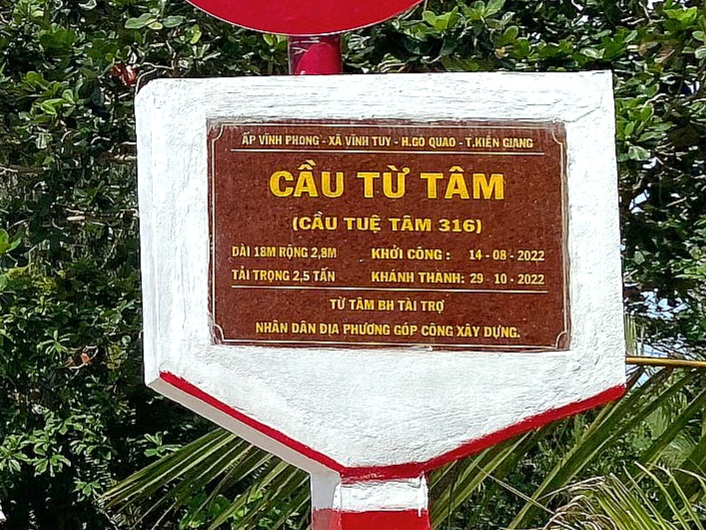 ẤP VĨNH PHONG - XÃ VĨNH TUY - H.GÒ QUAO - T.KIÊN GIANG
CẦU TỪ TÂM
(CẦU TUỆ TÂM 316)
DÀI 18M RỘNG 2,8M KHỞI CÔNG : 14 - 08 - 2022
TẢI TRỌNG 2,5 TẤN KHÁNH THÀNH: 29 - 10 - 2022
TỪ TÂM BH TÀI TRỢ
NHÂN DÂN ĐỊA PHƯƠNG GÓP CÔNG XÂY DỰNG.